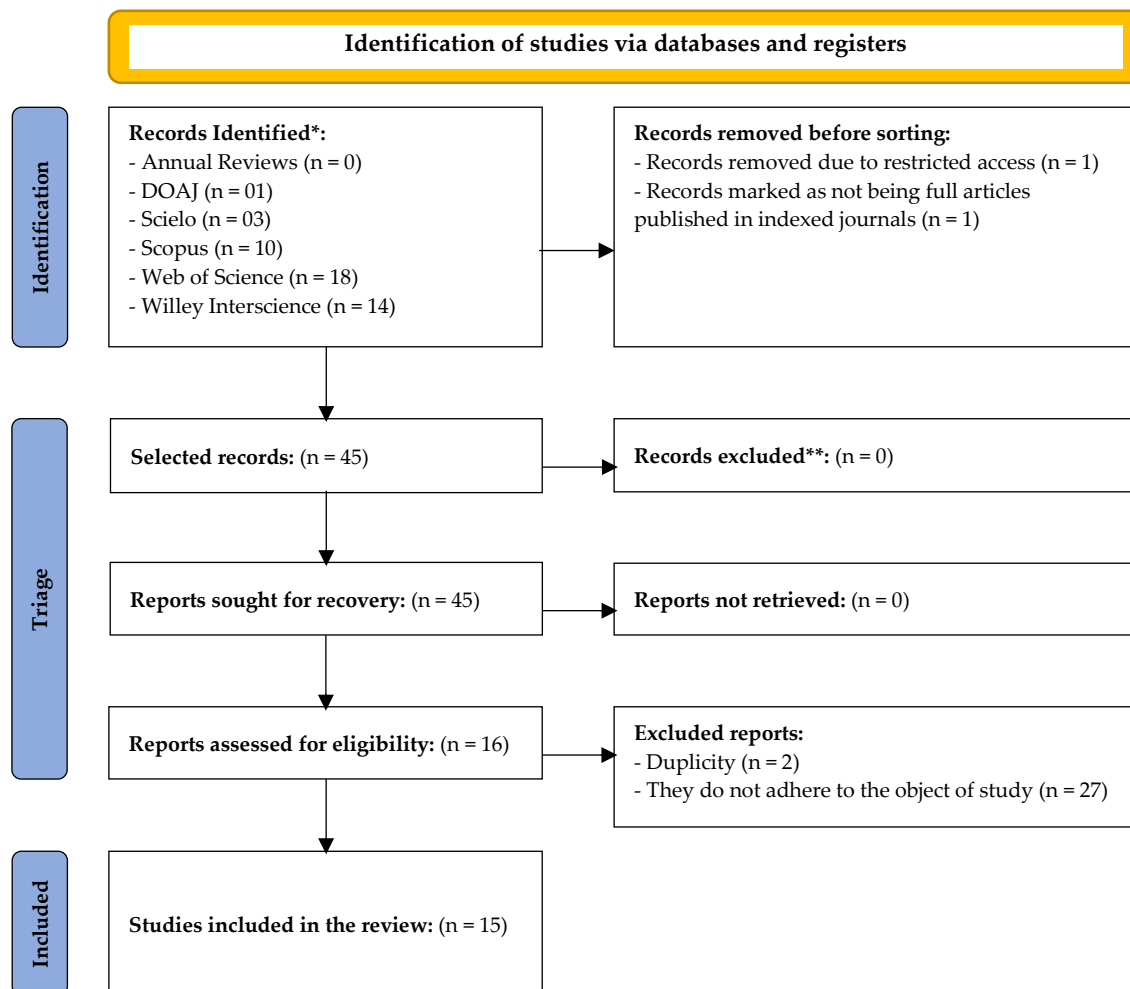 Identification of studies via databases and registers
Identification
Records Identified*:
- Annual Reviews (n = 0)
- DOAJ (n = 01)
- Scielo (n = 03)
- Scopus (n = 10)
- Web of Science (n = 18)
- Willey Interscience (n = 14)
Records removed before sorting:
- Records removed due to restricted access (n = 1)
- Records marked as not being full articles
published in indexed journals (n = 1)
Triage
Selected records: (n = 45)
Records excluded**: (n = 0)
Reports sought for recovery: (n = 45)
Reports not retrieved: (n = 0)
Reports assessed for eligibility: (n = 16)
Excluded reports:
- Duplicity (n = 2)
- They do not adhere to the object of study (n = 27)
Included
Studies included in the review: (n = 15)